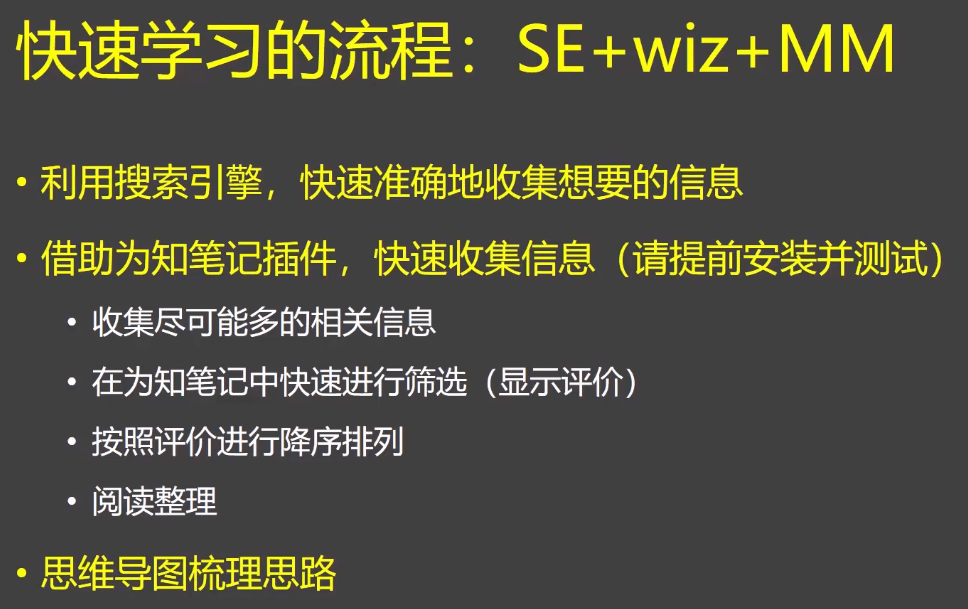 快速学习的流程：SE+wiz+MM
• 利用搜索引擎，快速准确地收集想要的信息
• 借助为知笔记插件，快速收集信息（请提前安装并测试）
• 收集尽可能多的相关信息
• 在为知笔记中快速进行筛选（显示评价）
• 按照评价进行降序排列
• 阅读整理
• 思维导图梳理思路